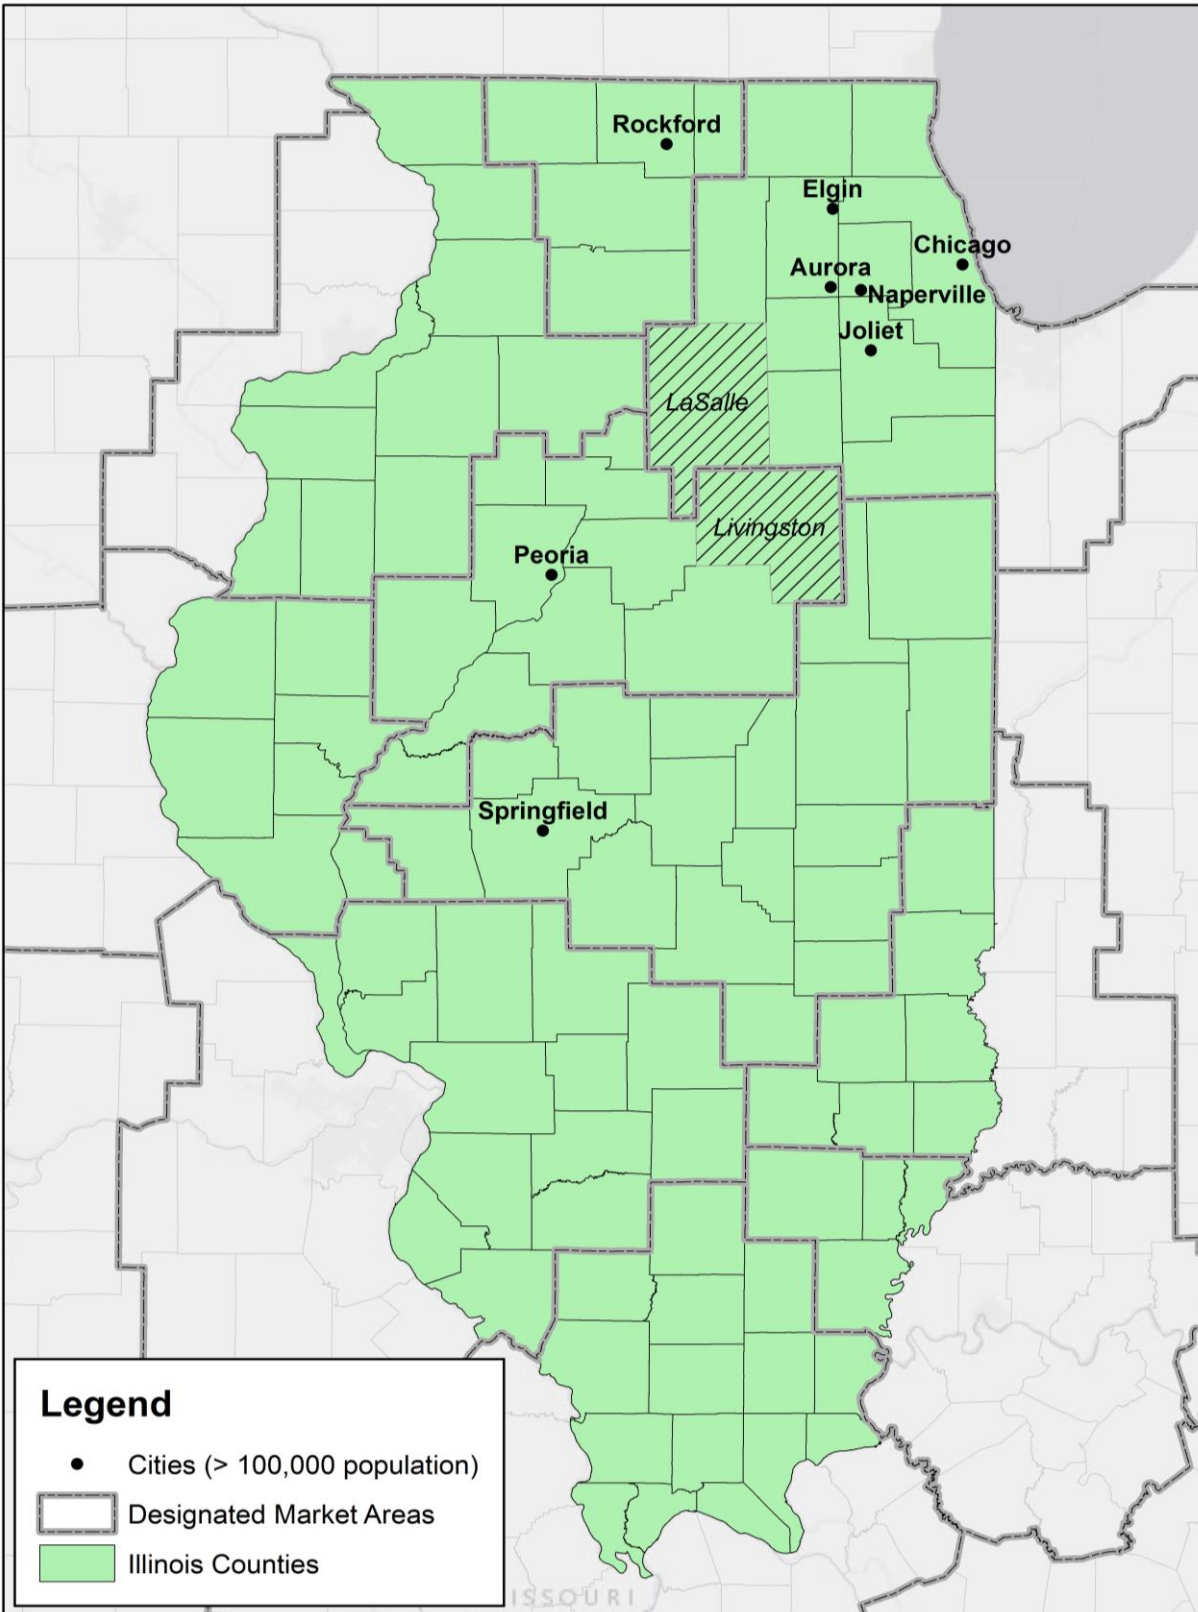 Rockford
Elgin
Chicago
Aurora
Naperville
Joliet
LaSalle
Livingston
Peoria
Springfield
Legend
Cities (> 100,000 population)
Designated Market Areas
Illinois Counties
ISSOURI